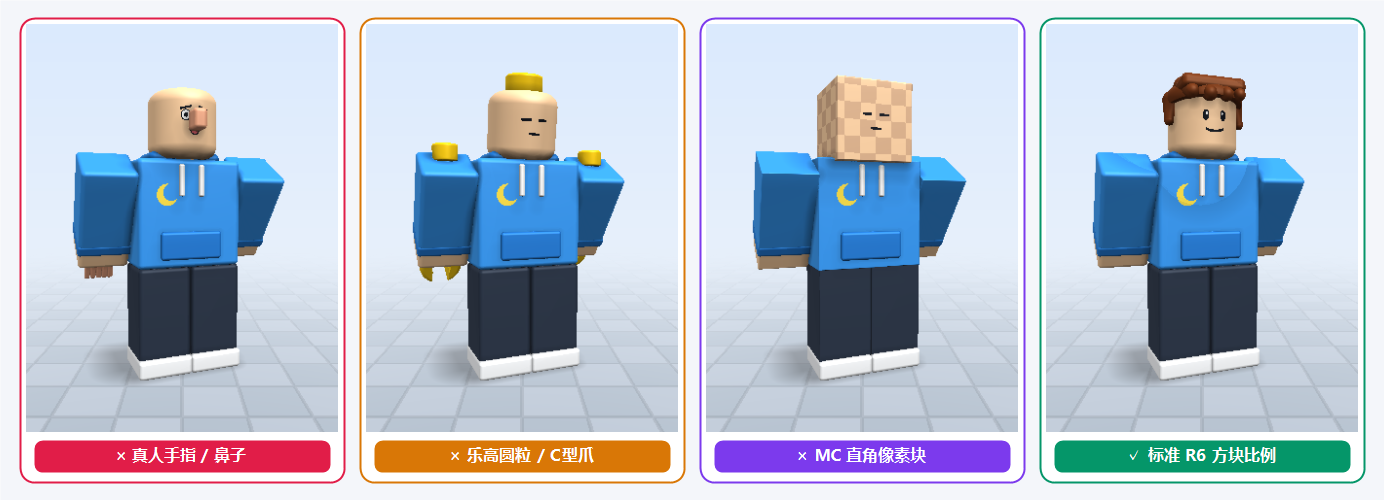 × 真人手指 / 鼻子
× 乐高圆粒 / C型爪
× MC 直角像素块
✓ 标准 R6 方块比例